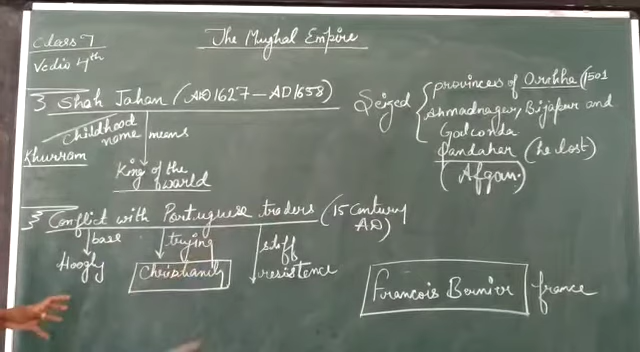 Class 7
Vedio 4th
The Mughal Empire
3 Shah Jahan (AD 1627 – AD 1658)
Childhood name
means
Khurram
King of the world
Seized
provinces of Orchha (1501
Ahmadnagar, Bijapur and
Golconda
Qandahar (he lost)
(Afgan)
Conflict with Portuguese traders (15 century AD)
base
trying
stiff
Hoogly
Christianity
resistence
Francois Bernier
france